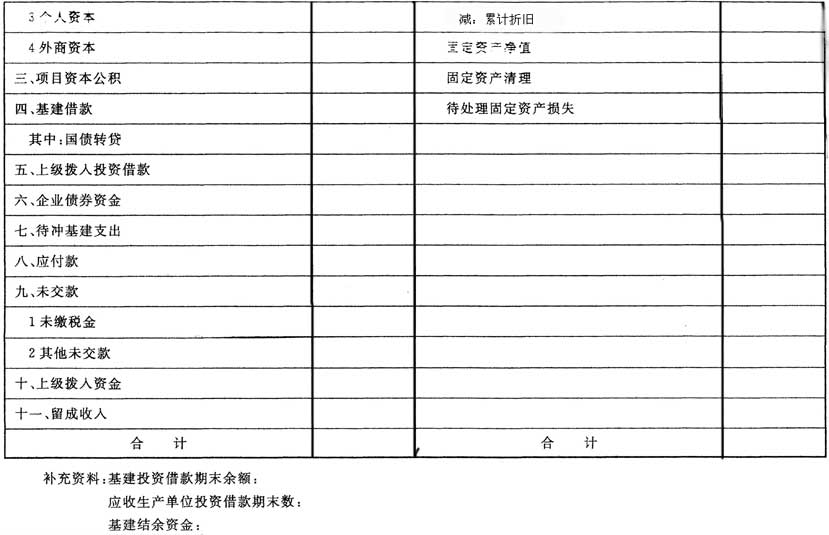 3个人资本 减：累计折旧
4外商资本 固定资产净值
三、项目资本公积 固定资产清理
四、基建借款 待处理固定资产损失
其中：国债转贷
五、上级拨入投资借款
六、企业债券资金
七、待冲基建支出
八、应付款
九、未交款
1未缴税金
2其他未交款
十、上级拨入资金
十一、留成收入
合 计 合 计
补充资料：基建投资借款期末余额：
应收生产单位投资借款期末数：
基建结余资金：